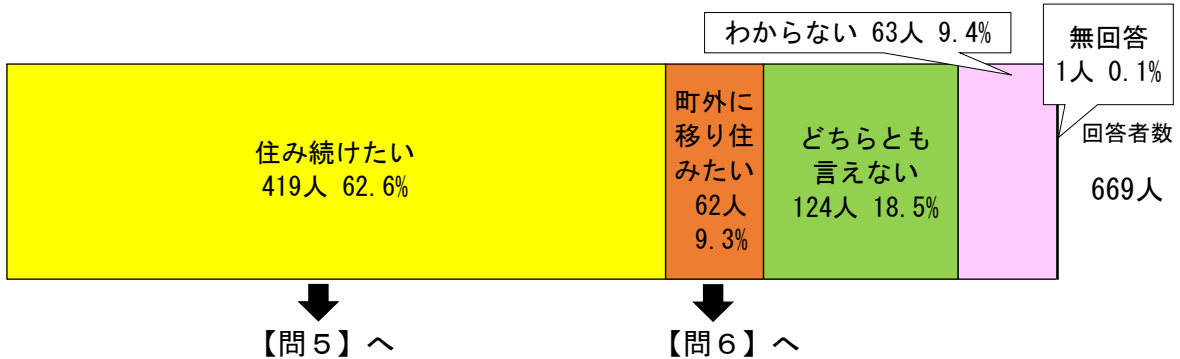 わからない 63人 9.4%
無回答
1人 0.1%
住み続けたい
419人 62.6%
町外に
移り住
みたい
62人
9.3%
どちらとも
言えない
124人 18.5%
回答者数
669人
【問５】へ
【問６】へ